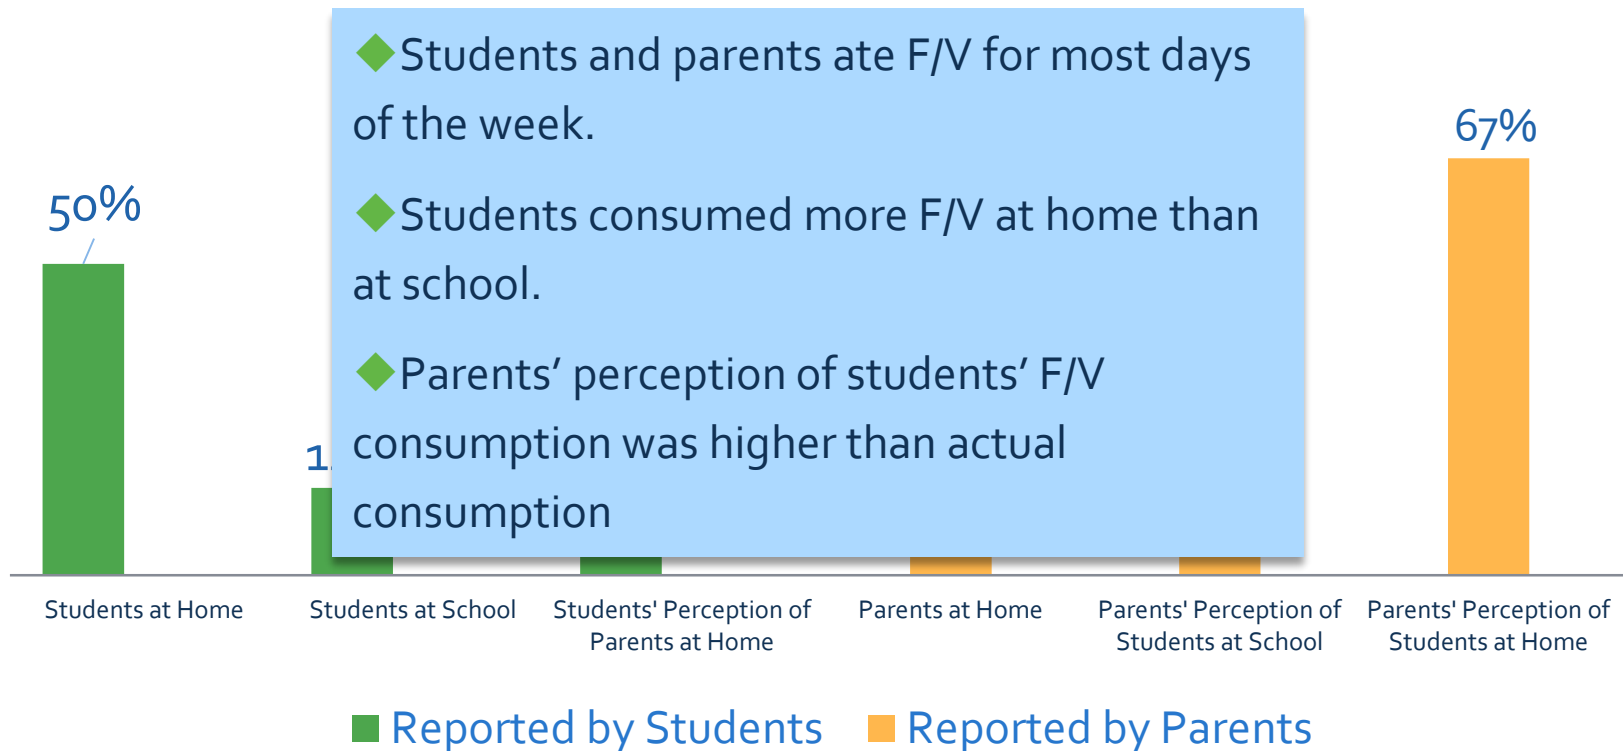 ◆Students and parents ate F/V for most days
of the week.
◆Students consumed more F/V at home than
at school.
◆Parents’ perception of students’ F/V
consumption was higher than actual
consumption
50%
67%
Students at Home
Students at School
Students' Perception of
Parents at Home
Parents at Home
Parents' Perception of
Students at School
Parents' Perception of
Students at Home
Reported by Students
Reported by Parents